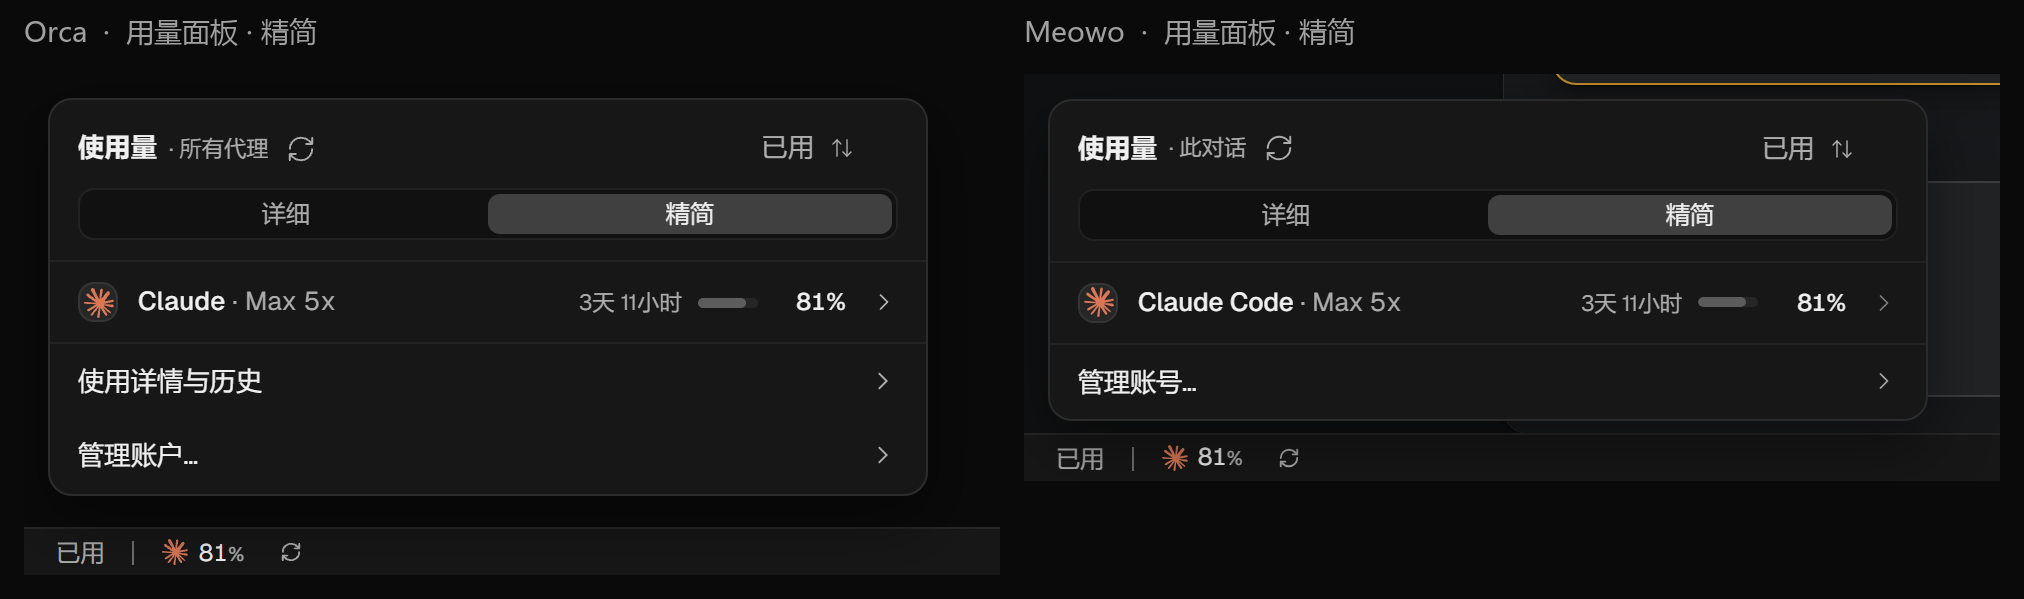 Orca · 用量面板 · 精简
使用量 · 所有代理
已用
详细
精简
Claude · Max 5x
3天 11小时
81%
使用详情与历史
管理账户...
已用
81%
Meowo · 用量面板 · 精简
使用量 · 此对话
已用
详细
精简
Claude Code · Max 5x
3天 11小时
81%
管理账号...
已用
81%